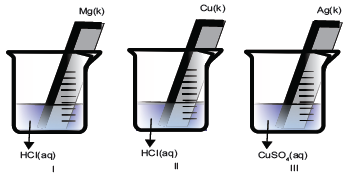 Mg(k) Cu(k) Ag(k)
HCl(aq) HCl(aq) CuSO₄(aq)
I II III